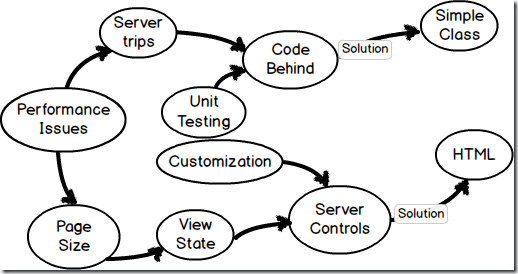 Server
trips
Simple
Class
Code
Behind
Solution
Performance
Issues
Unit
Testing
Customization
HTML
Page
Size
View
State
Server
Controls
Solution